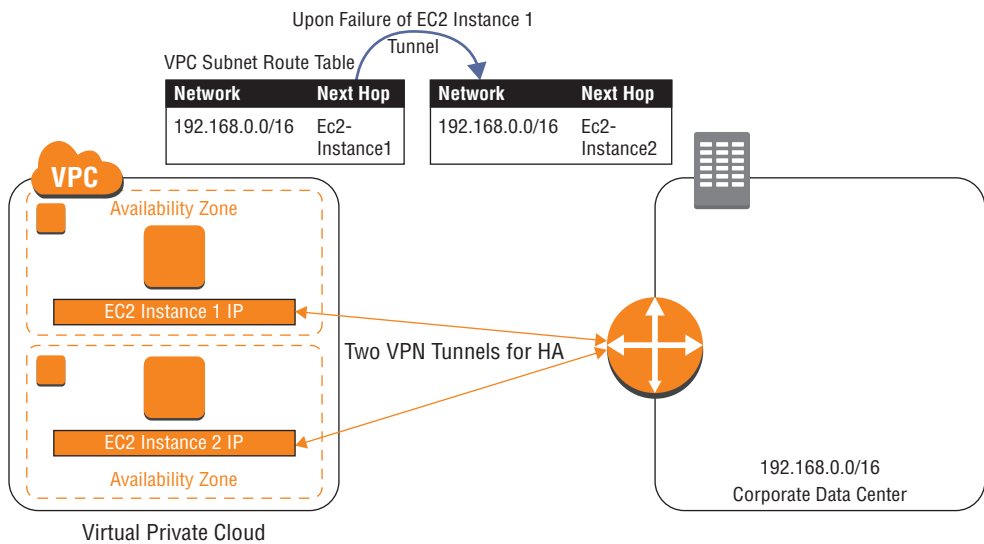 Upon Failure of EC2 Instance 1
Tunnel
VPC Subnet Route Table
Network Next Hop
192.168.0.0/16 Ec2-
Instance1
Network Next Hop
192.168.0.0/16 Ec2-
Instance2
VPC
Availability Zone
EC2 Instance 1 IP
Two VPN Tunnels for HA
EC2 Instance 2 IP
Availability Zone
Virtual Private Cloud
192.168.0.0/16
Corporate Data Center